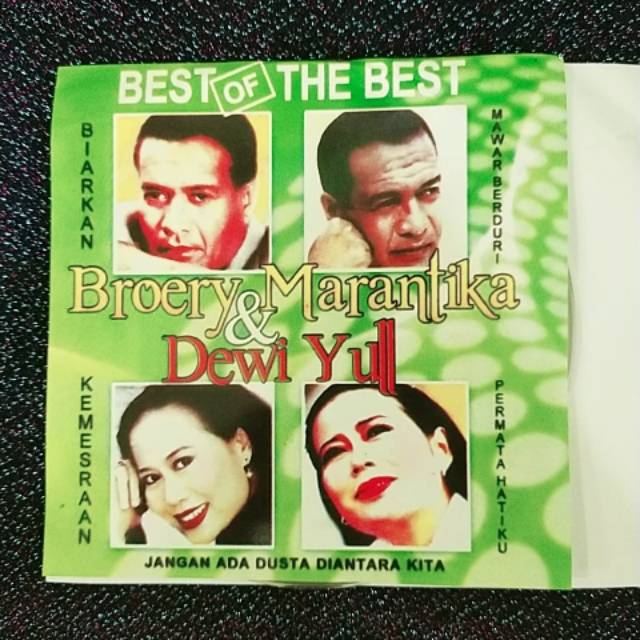 BEST OF THE BEST
BIARKAN
MAWAR BERDURI
Broery Marantika
&
Dewi Yull
KEMESRAAN
PERMATA HATIKU
JANGAN ADA DUSTA DIANTARA KITA